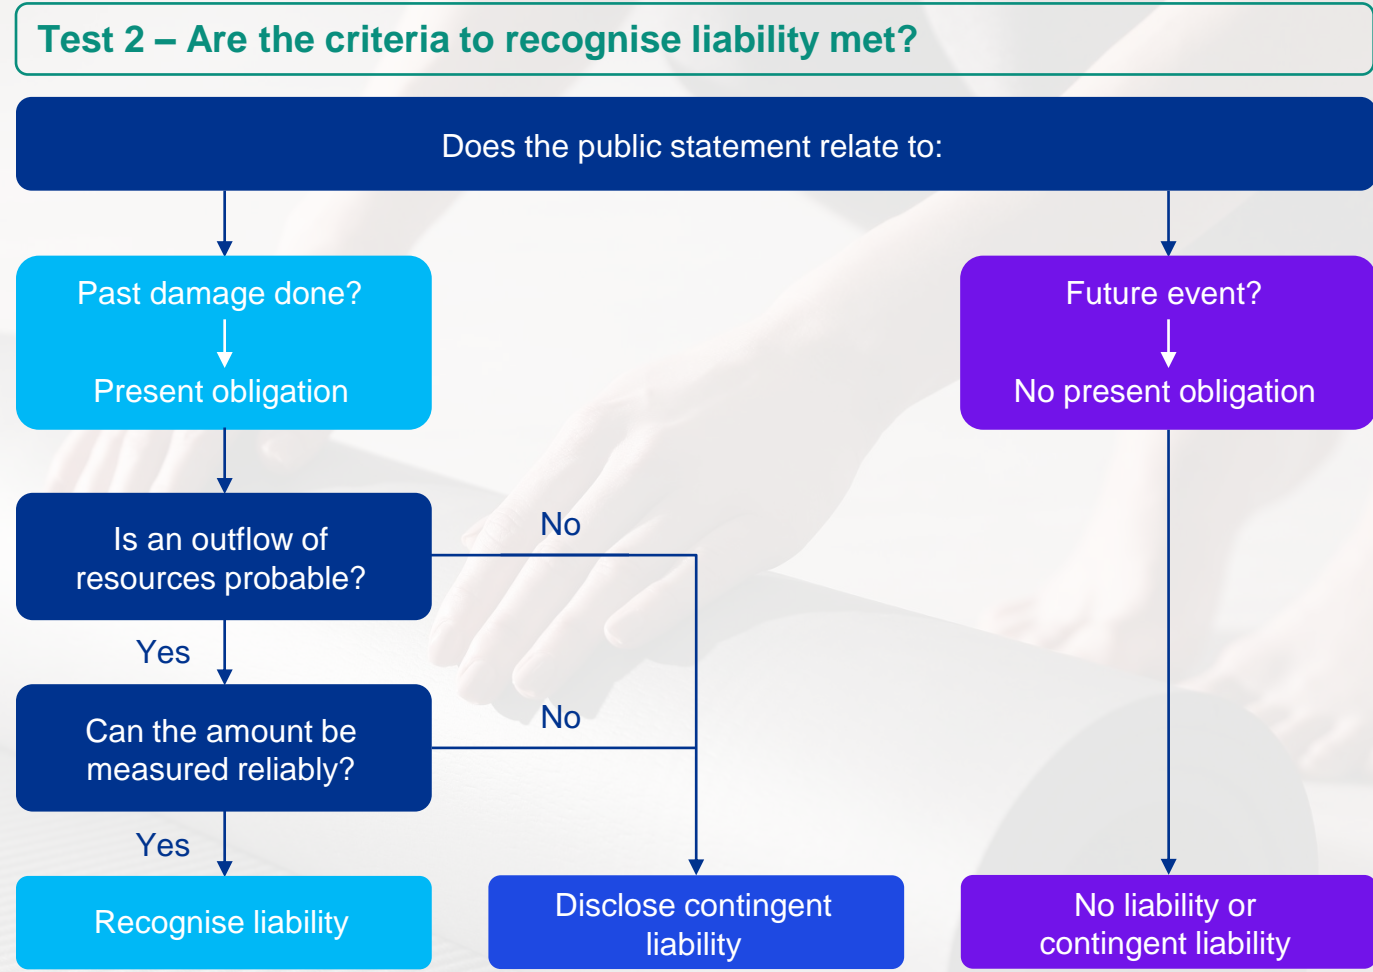 Test 2 – Are the criteria to recognise liability met?
Does the public statement relate to:
Past damage done?
Present obligation
Future event?
No present obligation
Is an outflow of
resources probable?
No
Yes
Can the amount be
measured reliably?
No
Yes
Recognise liability
Disclose contingent
liability
No liability or
contingent liability